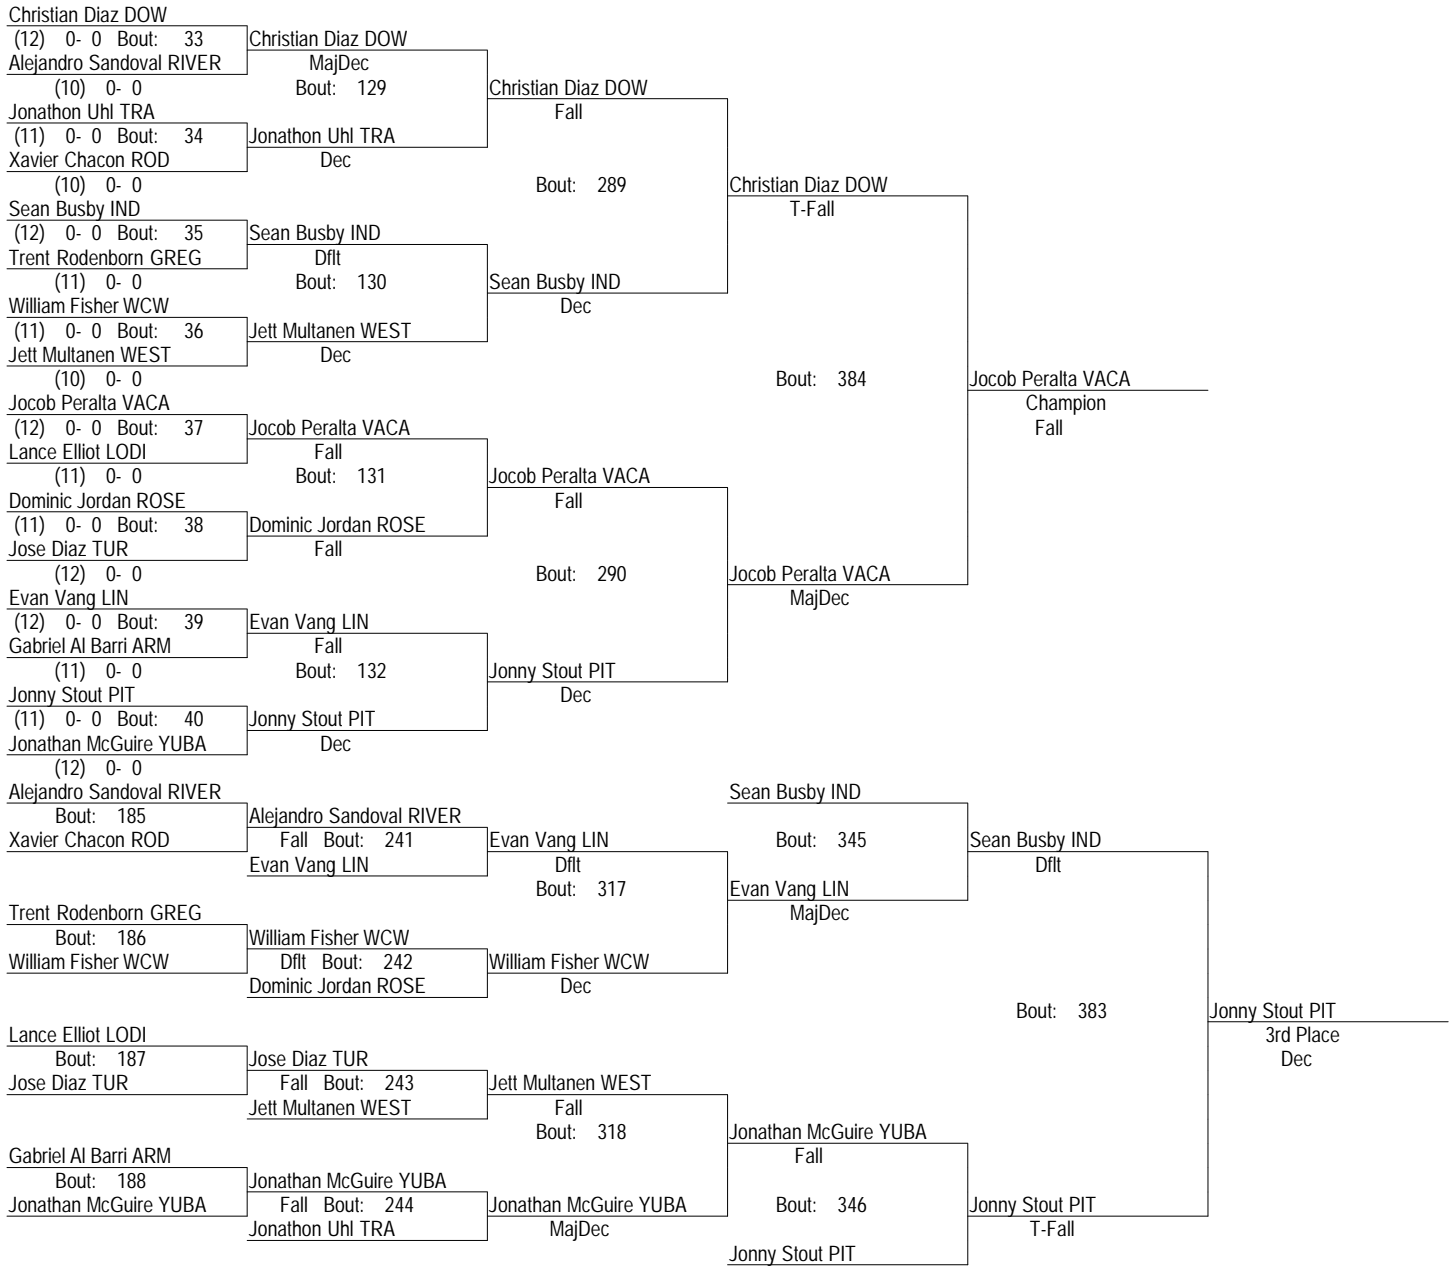 Christian Diaz DOW
(12) 0- 0 Bout: 33 Christian Diaz DOW
Alejandro Sandoval RIVER MajDec
(10) 0- 0 Bout: 129 Christian Diaz DOW
Jonathon Uhl TRA Fall
(11) 0- 0 Bout: 34 Jonathon Uhl TRA
Xavier Chacon ROD Dec
(10) 0- 0 Bout: 289 Christian Diaz DOW
Sean Busby IND T-Fall
(12) 0- 0 Bout: 35 Sean Busby IND
Trent Rodenborn GREG Dflt
(11) 0- 0 Bout: 130 Sean Busby IND
William Fisher WCW Dec
(11) 0- 0 Bout: 36 Jett Multanen WEST
Jett Multanen WEST Dec
(10) 0- 0 Bout: 384 Jocob Peralta VACA
Jocob Peralta VACA Champion
(12) 0- 0 Bout: 37 Jocob Peralta VACA Fall
Lance Elliot LODI Fall
(11) 0- 0 Bout: 131 Jocob Peralta VACA
Dominic Jordan ROSE Fall
(11) 0- 0 Bout: 38 Dominic Jordan ROSE
Jose Diaz TUR Fall
(12) 0- 0 Bout: 290 Jocob Peralta VACA
Evan Vang LIN MajDec
(12) 0- 0 Bout: 39 Evan Vang LIN
Gabriel Al Barri ARM Fall
(11) 0- 0 Bout: 132 Jonny Stout PIT
Jonny Stout PIT Dec
(11) 0- 0 Bout: 40 Jonny Stout PIT
Jonathan McGuire YUBA Dec
(12) 0- 0
Alejandro Sandoval RIVER Sean Busby IND
Bout: 185 Alejandro Sandoval RIVER
Xavier Chacon ROD Fall Bout: 241 Evan Vang LIN Bout: 345 Sean Busby IND
Evan Vang LIN Dflt Dflt
Bout: 317 Evan Vang LIN
Trent Rodenborn GREG MajDec
Bout: 186 William Fisher WCW
William Fisher WCW Dflt Bout: 242 William Fisher WCW
Dominic Jordan ROSE Dec
Bout: 383 Jonny Stout PIT
Lance Elliot LODI 3rd Place
Bout: 187 Jose Diaz TUR Dec
Jose Diaz TUR Fall Bout: 243 Jett Multanen WEST
Jett Multanen WEST Fall
Bout: 318 Jonathan McGuire YUBA
Gabriel Al Barri ARM Fall
Bout: 188 Jonathan McGuire YUBA
Jonathan McGuire YUBA Fall Bout: 244 Jonathan McGuire YUBA Bout: 346 Jonny Stout PIT
Jonathon Uhl TRA MajDec T-Fall
Jonny Stout PIT